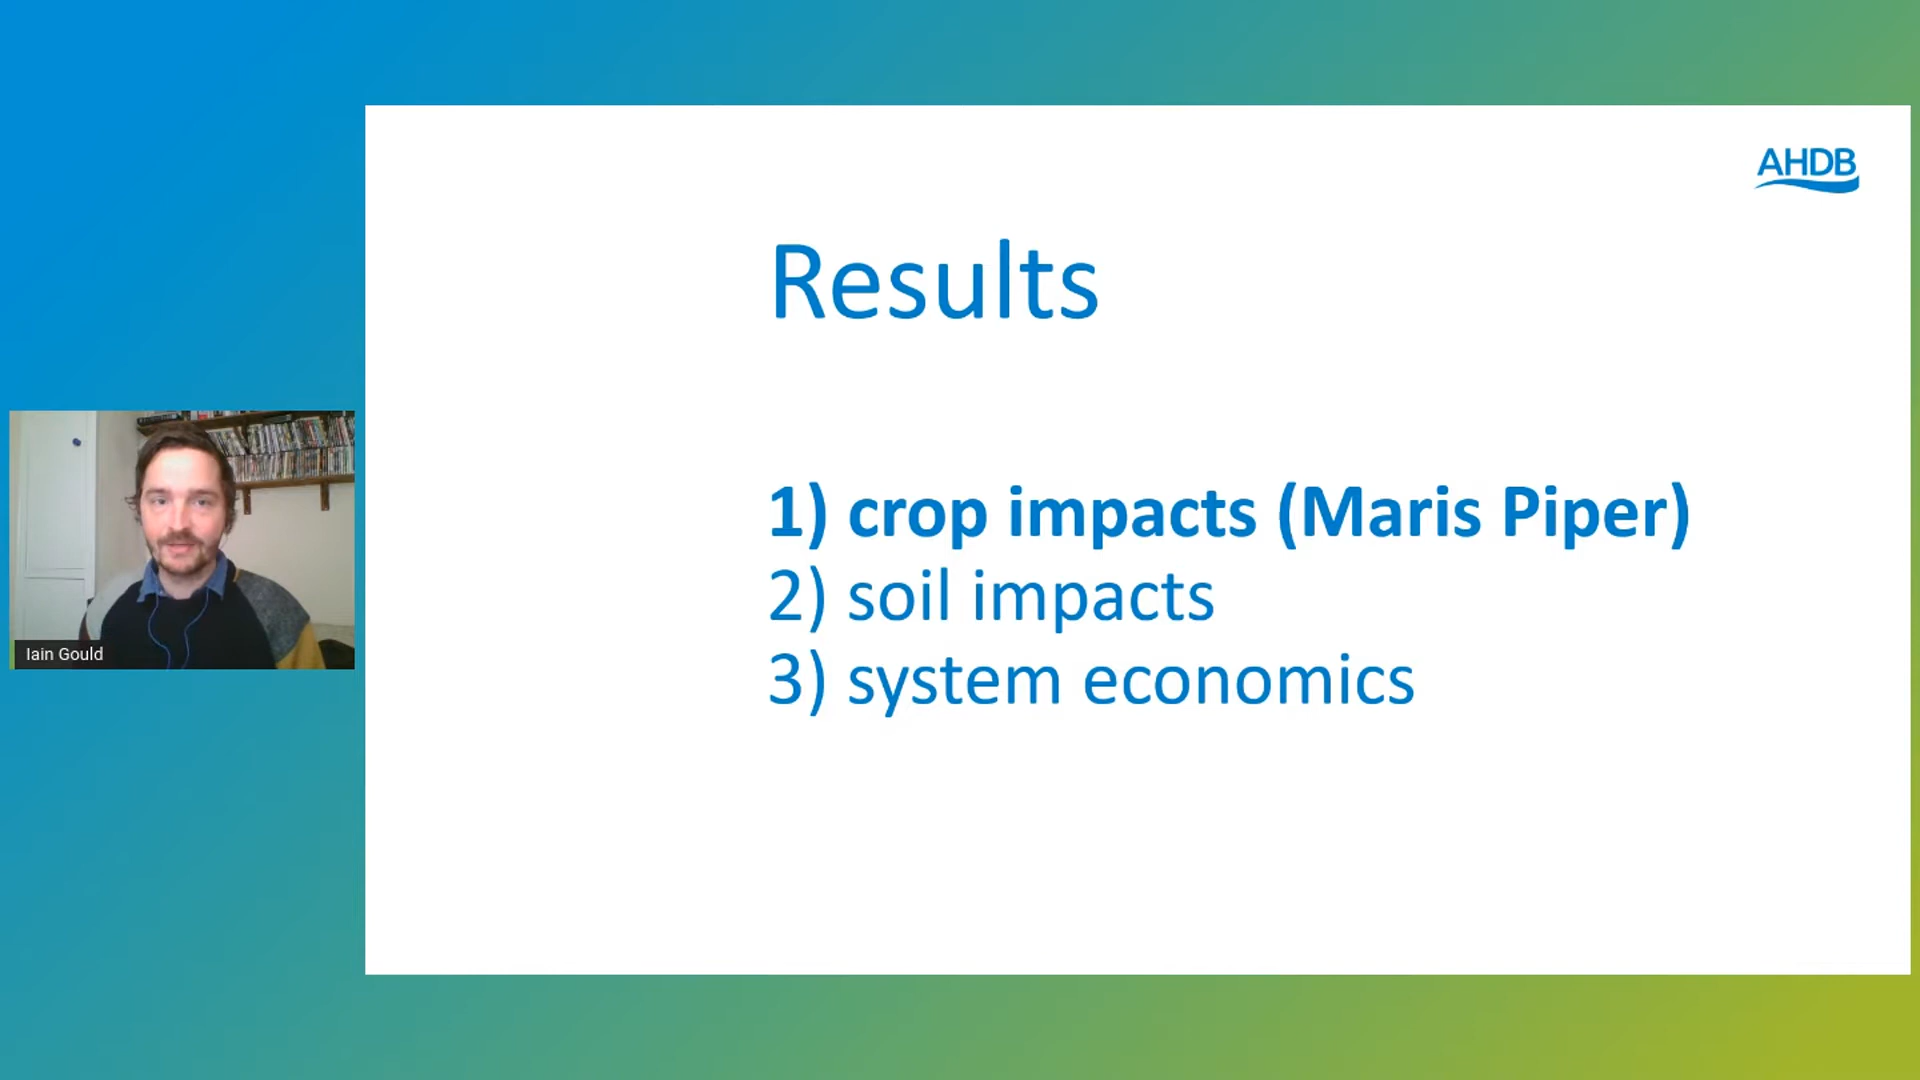 AHDB
Results
1) crop impacts (Maris Piper)
2) soil impacts
3) system economics
Iain Gould